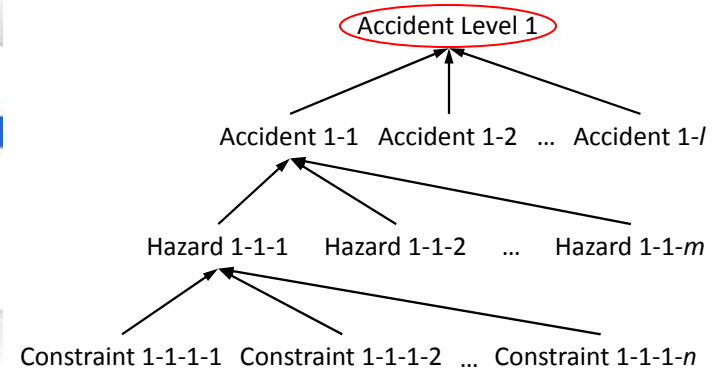 Accident Level 1
Accident 1-1 Accident 1-2 ... Accident 1-l
Hazard 1-1-1 Hazard 1-1-2 ... Hazard 1-1-m
Constraint 1-1-1-1 Constraint 1-1-1-2 ... Constraint 1-1-1-n